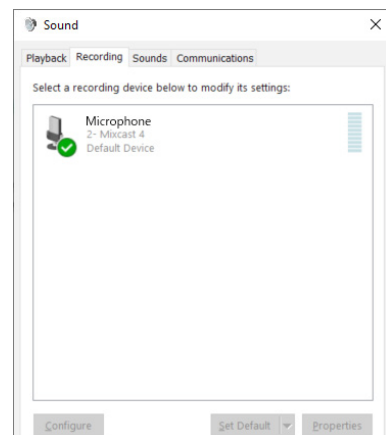 Sound
Playback Recording Sounds Communications
Select a recording device below to modify its settings:
Microphone
2- Mixcast 4
Default Device
Configure Set Default Properties